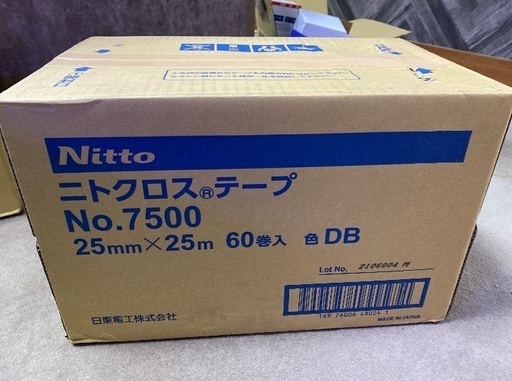 Nitto
ニトクロス®テープ
No.7500
25mm×25m 60巻入 色 DB
Lot No. 2106004
日東電工株式会社
MADE IN JAPAN